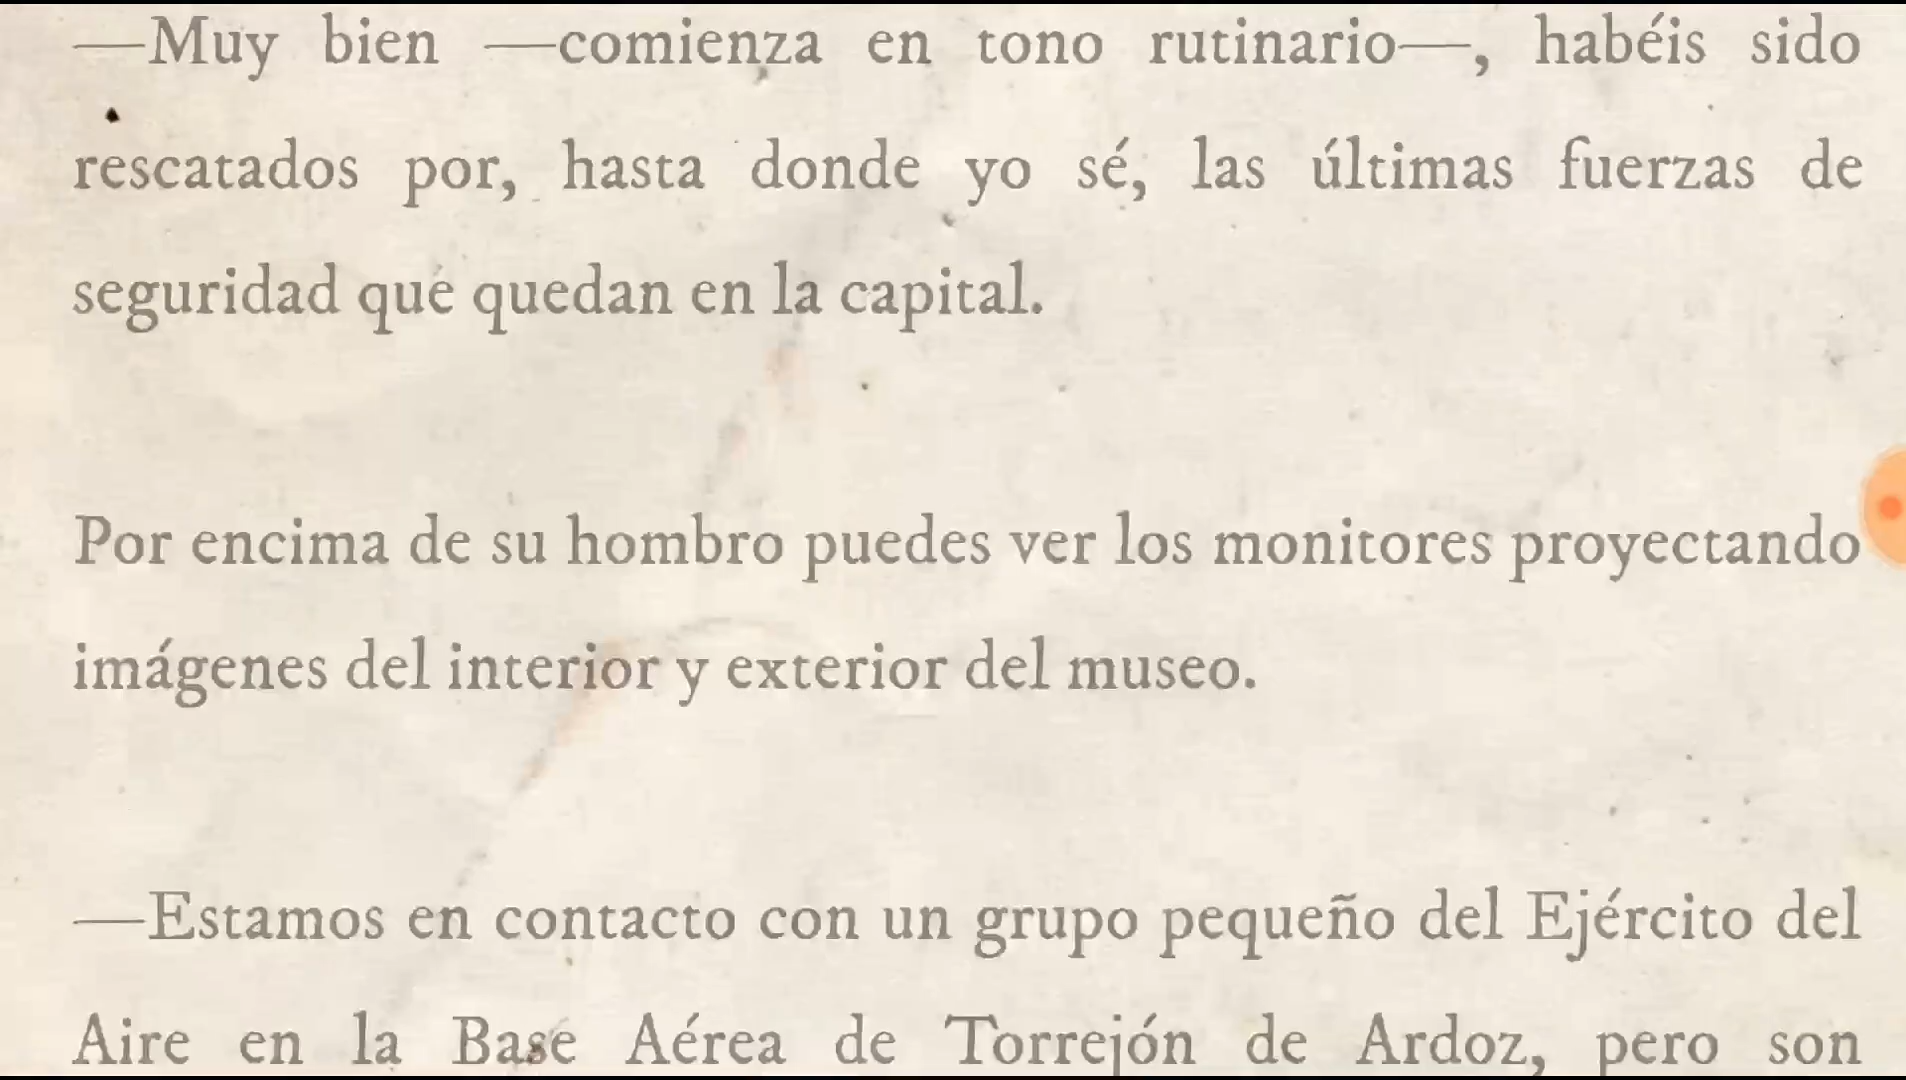 —Muy bien —comienza en tono rutinario—, habéis sido
rescatados por, hasta donde yo sé, las últimas fuerzas de
seguridad que quedan en la capital.
Por encima de su hombro puedes ver los monitores proyectando
imágenes del interior y exterior del museo.
—Estamos en contacto con un grupo pequeño del Ejército del
Aire en la Base Aérea de Torrejón de Ardoz, pero son